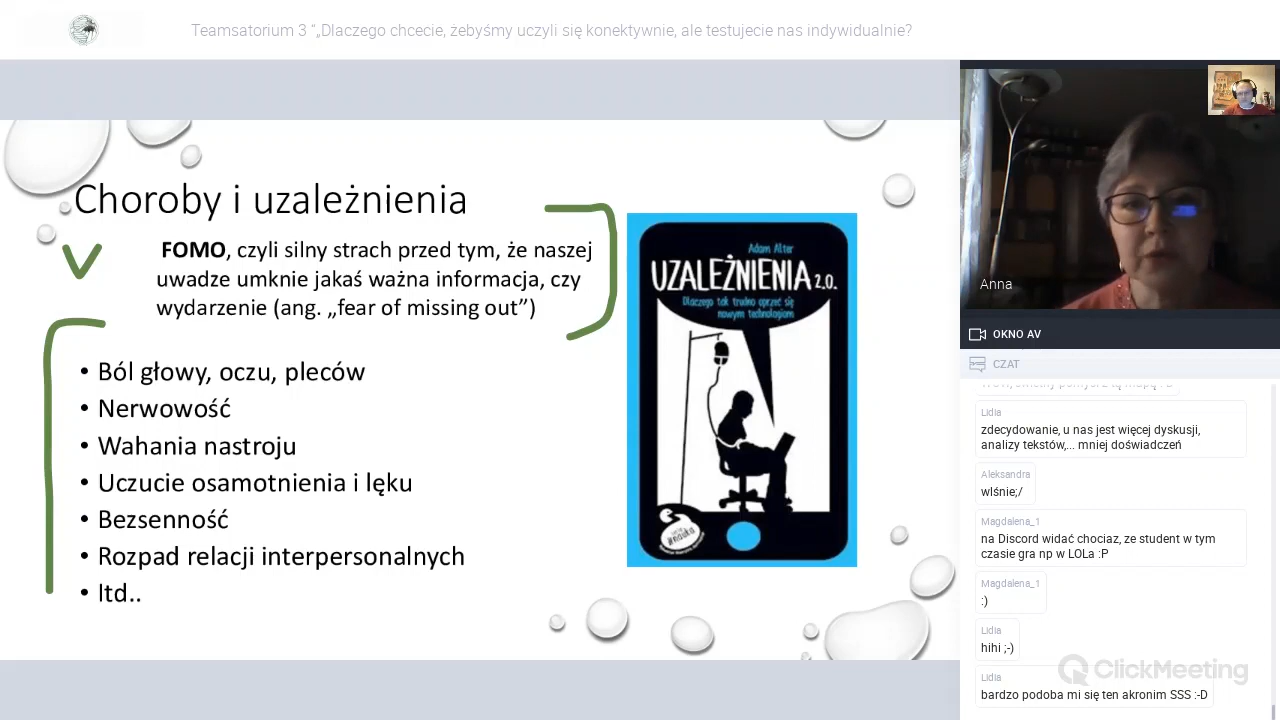 Teamsatorium 3 “„Dlaczego chcecie, żebyśmy uczyli się konektywnie, ale testujecie nas indywidualnie?
Choroby i uzależnienia
FOMO, czyli silny strach przed tym, że naszej
uwadze umknie jakaś ważna informacja, czy
wydarzenie (ang. „fear of missing out”)
• Ból głowy, oczu, pleców
• Nerwowość
• Wahania nastroju
• Uczucie osamotnienia i lęku
• Bezsenność
• Rozpad relacji interpersonalnych
• Itd..
Adam Alter
UZALEŻNIENIA 2.0.
Dlaczego tak trudno oprzeć się
nowym technologiom
Anna
OKNO AV
CZAT
Lidia
zdecydowanie, u nas jest więcej dyskusji,
analizy tekstów,... mniej doświadczeń
Aleksandra
wlśnie;/
Magdalena_1
na Discord widać chociaz, ze student w tym
czasie gra np w LOLa :P
Magdalena_1
:)
Lidia
hihi ;-)
Lidia
bardzo podoba mi się ten akronim SSS :-D
ClickMeeting